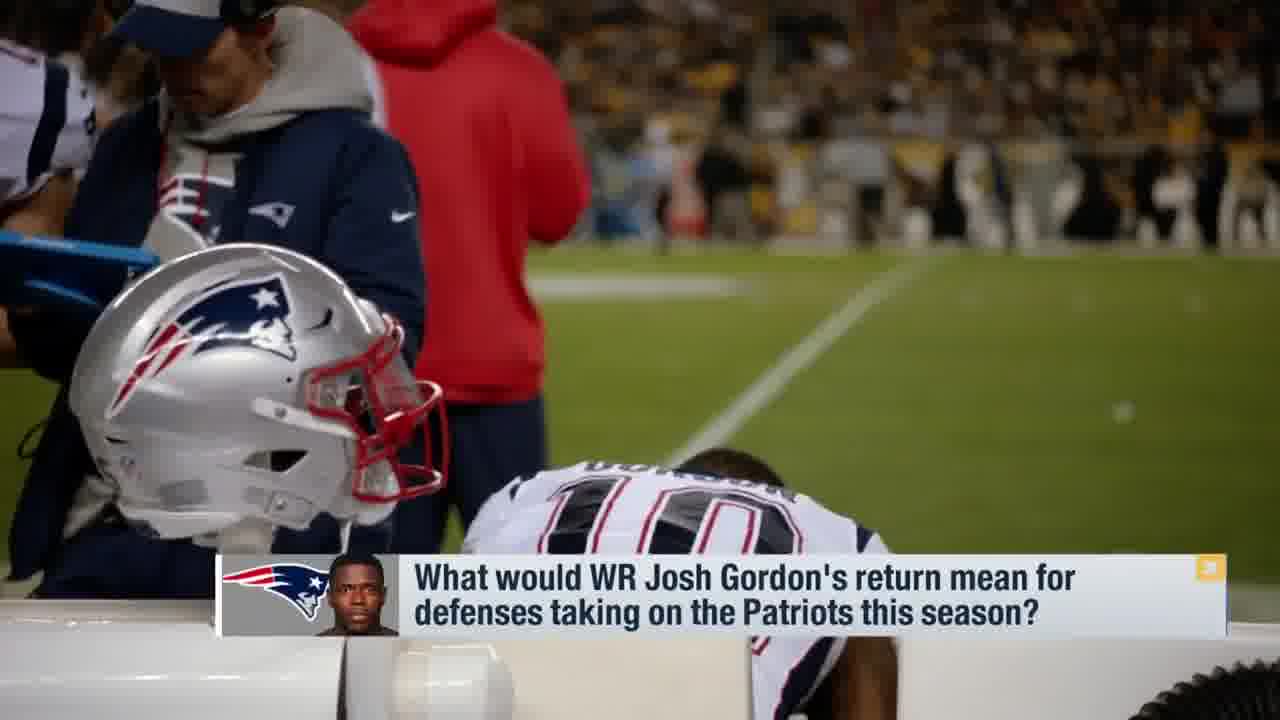 10
What would WR Josh Gordon's return mean for
defenses taking on the Patriots this season?